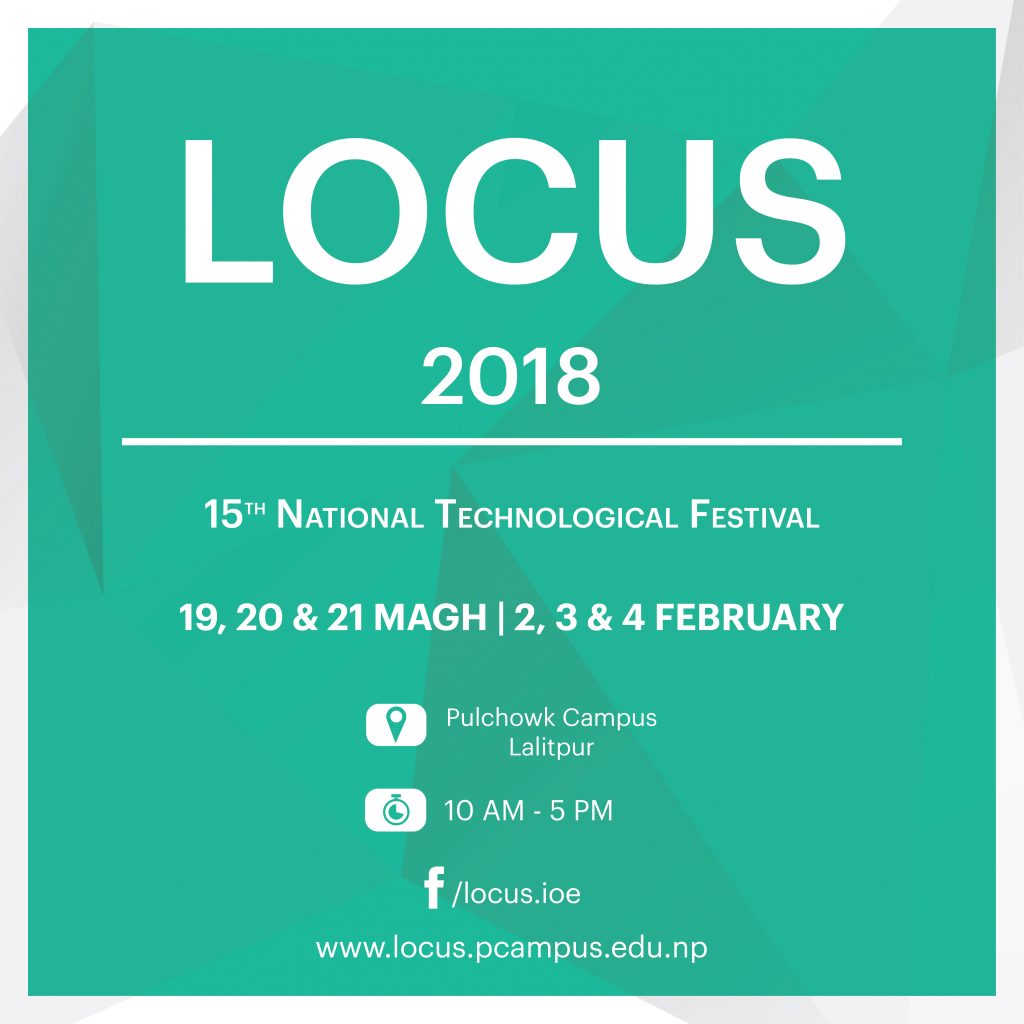 LOCUS
2018
15TH NATIONAL TECHNOLOGICAL FESTIVAL
19, 20 & 21 MAGH | 2, 3 & 4 FEBRUARY
Pulchowk Campus
Lalitpur
10 AM - 5 PM
f /locus.ioe
www.locus.pcampus.edu.np